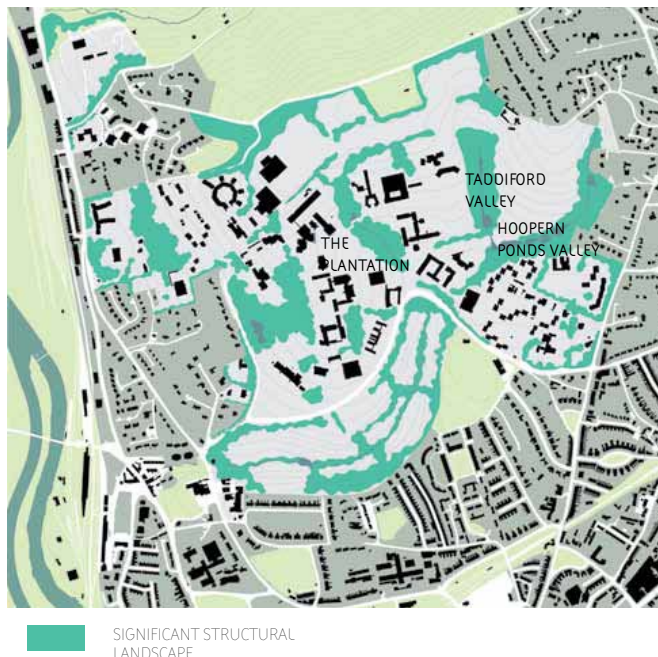 TADDIFORD
VALLEY
HOOPERN
PONDS VALLEY
THE
PLANTATION
SIGNIFICANT STRUCTURAL
LANDSCAPE